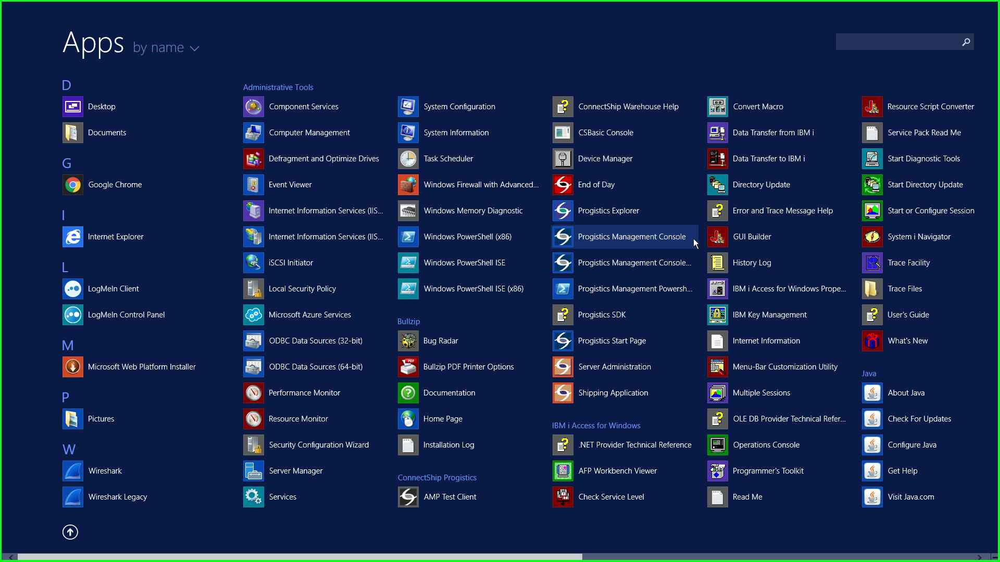 Apps by name
D
Desktop
Documents
G
Google Chrome
I
Internet Explorer
L
LogMeIn Client
LogMeIn Control Panel
M
Microsoft Web Platform Installer
P
Pictures
W
Wireshark
Wireshark Legacy
Administrative Tools
Component Services
Computer Management
Defragment and Optimize Drives
Event Viewer
Internet Information Services (IIS...
Internet Information Services (IIS...
iSCSI Initiator
Local Security Policy
Microsoft Azure Services
ODBC Data Sources (32-bit)
ODBC Data Sources (64-bit)
Performance Monitor
Resource Monitor
Security Configuration Wizard
Server Manager
Services
System Configuration
System Information
Task Scheduler
Windows Firewall with Advanced...
Windows Memory Diagnostic
Windows PowerShell (x86)
Windows PowerShell ISE
Windows PowerShell ISE (x86)
Bullzip
Bug Radar
Bullzip PDF Printer Options
Documentation
Home Page
Installation Log
ConnectShip Progistics
AMP Test Client
ConnectShip Warehouse Help
CSBasic Console
Device Manager
End of Day
Progistics Explorer
Progistics Management Console
Progistics Management Console...
Progistics Management Powersh...
Progistics SDK
Progistics Start Page
Server Administration
Shipping Application
IBM i Access for Windows
.NET Provider Technical Reference
AFP Workbench Viewer
Check Service Level
Convert Macro
Data Transfer from IBM i
Data Transfer to IBM i
Directory Update
Error and Trace Message Help
GUI Builder
History Log
IBM i Access for Windows Prope...
IBM Key Management
Internet Information
Menu-Bar Customization Utility
Multiple Sessions
OLE DB Provider Technical Refer...
Operations Console
Programmer's Toolkit
Read Me
Resource Script Converter
Service Pack Read Me
Start Diagnostic Tools
Start Directory Update
Start or Configure Session
System i Navigator
Trace Facility
Trace Files
User's Guide
What's New
Java
About Java
Check For Updates
Configure Java
Get Help
Visit Java.com